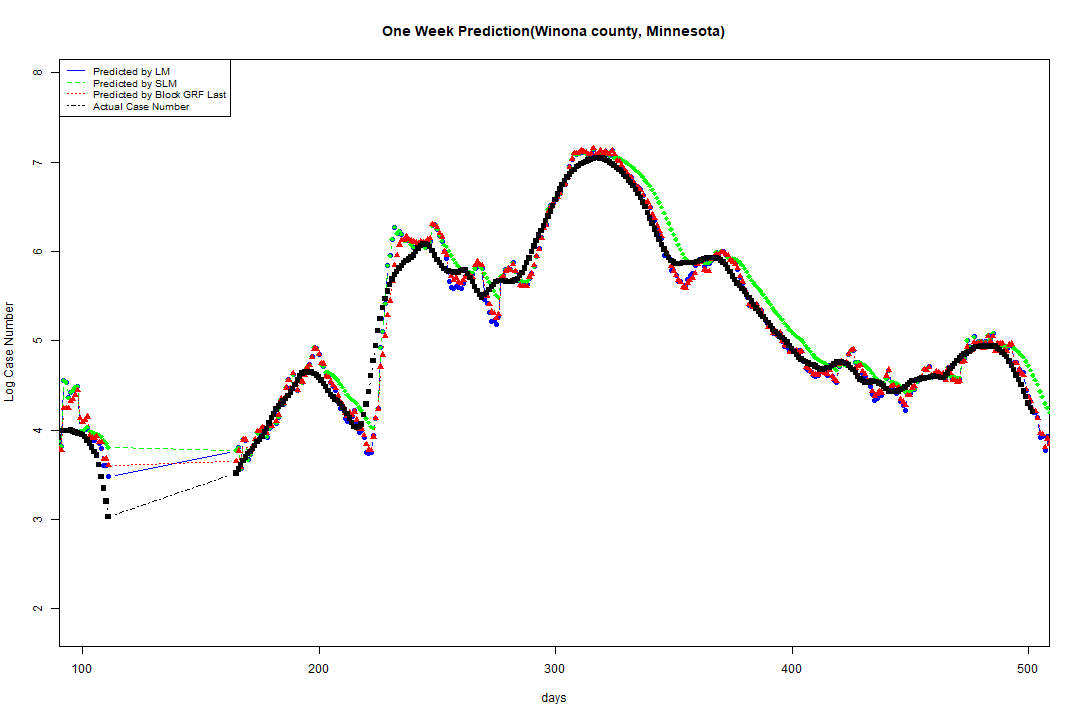 One Week Prediction(Winona county, Minnesota)
Predicted by LM
Predicted by SLM
Predicted by Block GRF Last
Actual Case Number
8
7
6
5
4
3
2
Log Case Number
100 200 300 400 500
days